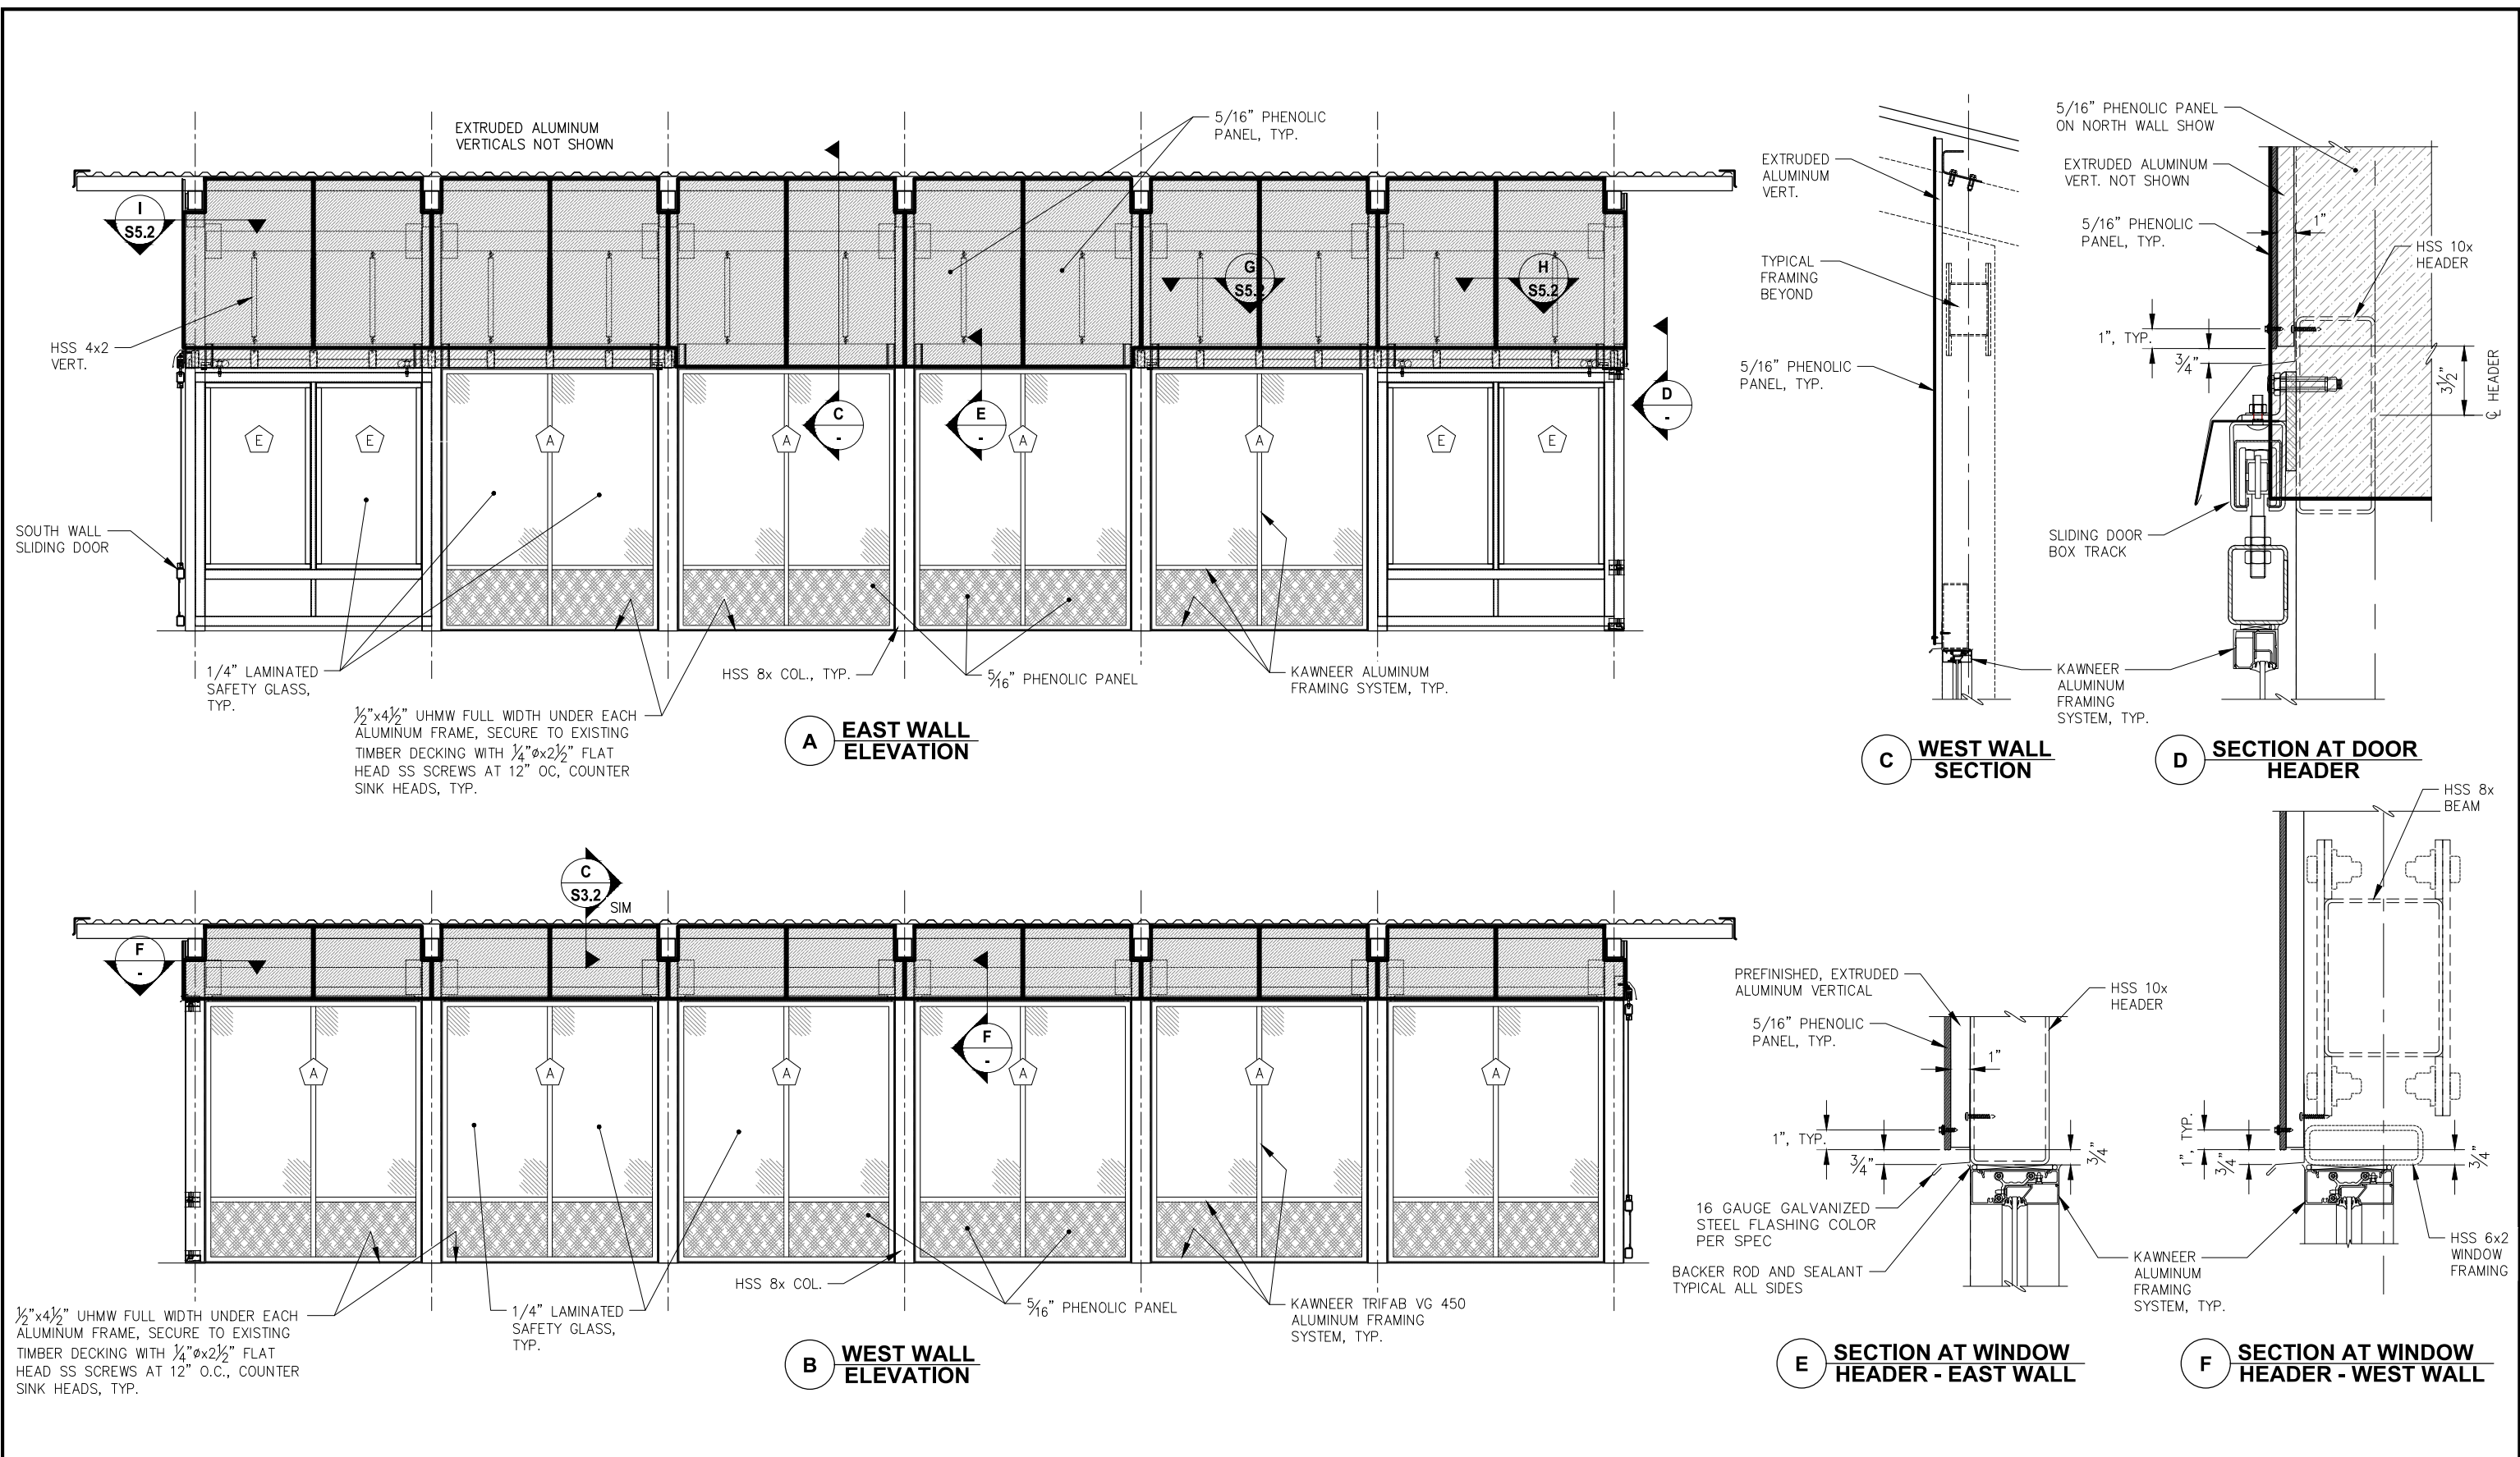 EXTRUDED ALUMINUM
VERTICALS NOT SHOWN
5/16" PHENOLIC
PANEL, TYP.
I
S5.2
G
S5.2
H
S5.2
HSS 4x2
VERT.
C
-
E
-
D
-
E
E
A
A
A
A
E
E
SOUTH WALL
SLIDING DOOR
1/4" LAMINATED
SAFETY GLASS,
TYP.
HSS 8x COL., TYP.
5/16" PHENOLIC PANEL
KAWNEER ALUMINUM
FRAMING SYSTEM, TYP.
1/2"x4 1/2" UHMW FULL WIDTH UNDER EACH
ALUMINUM FRAME, SECURE TO EXISTING
TIMBER DECKING WITH 1/4"øx2 1/2" FLAT
HEAD SS SCREWS AT 12" OC, COUNTER
SINK HEADS, TYP.
A
EAST WALL
ELEVATION
EXTRUDED
ALUMINUM
VERT.
TYPICAL
FRAMING
BEYOND
5/16" PHENOLIC
PANEL, TYP.
C
WEST WALL
SECTION
5/16" PHENOLIC PANEL
ON NORTH WALL SHOW
EXTRUDED ALUMINUM
VERT. NOT SHOWN
5/16" PHENOLIC
PANEL, TYP.
1"
HSS 10x
HEADER
1", TYP.
3/4"
3 1/2"
℄ HEADER
SLIDING DOOR
BOX TRACK
KAWNEER
ALUMINUM
FRAMING
SYSTEM, TYP.
D
SECTION AT DOOR
HEADER
C
S3.2
SIM
F
-
F
-
A
A
A
A
A
A
1/2"x4 1/2" UHMW FULL WIDTH UNDER EACH
ALUMINUM FRAME, SECURE TO EXISTING
TIMBER DECKING WITH 1/4"øx2 1/2" FLAT
HEAD SS SCREWS AT 12" O.C., COUNTER
SINK HEADS, TYP.
1/4" LAMINATED
SAFETY GLASS,
TYP.
HSS 8x COL.
5/16" PHENOLIC PANEL
KAWNEER TRIFAB VG 450
ALUMINUM FRAMING
SYSTEM, TYP.
B
WEST WALL
ELEVATION
PREFINISHED, EXTRUDED
ALUMINUM VERTICAL
5/16" PHENOLIC
PANEL, TYP.
1"
HSS 10x
HEADER
1", TYP.
3/4"
3/4"
16 GAUGE GALVANIZED
STEEL FLASHING COLOR
PER SPEC
BACKER ROD AND SEALANT
TYPICAL ALL SIDES
KAWNEER
ALUMINUM
FRAMING
SYSTEM, TYP.
E
SECTION AT WINDOW
HEADER - EAST WALL
HSS 8x
BEAM
1", TYP.
3/4"
3/4"
HSS 6x2
WINDOW
FRAMING
F
SECTION AT WINDOW
HEADER - WEST WALL